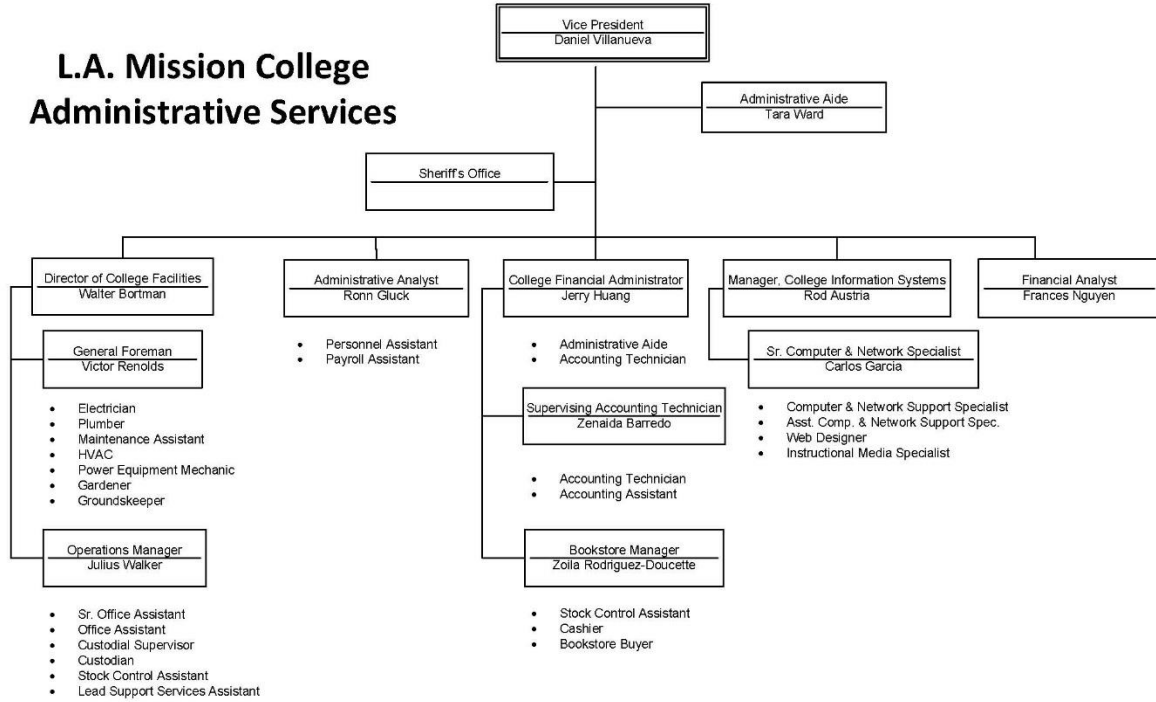 L.A. Mission College
Administrative Services
Vice President
Daniel Villanueva
Administrative Aide
Tara Ward
Sheriff's Office
Director of College Facilities
Walter Bortman
General Foreman
Victor Renolds
• Electrician
• Plumber
• Maintenance Assistant
• HVAC
• Power Equipment Mechanic
• Gardener
• Groundskeeper
Operations Manager
Julius Walker
• Sr. Office Assistant
• Office Assistant
• Custodial Supervisor
• Custodian
• Stock Control Assistant
• Lead Support Services Assistant
Administrative Analyst
Ronn Gluck
• Personnel Assistant
• Payroll Assistant
College Financial Administrator
Jerry Huang
• Administrative Aide
• Accounting Technician
Supervising Accounting Technician
Zenaida Barredo
• Accounting Technician
• Accounting Assistant
Bookstore Manager
Zoila Rodriguez-Doucette
• Stock Control Assistant
• Cashier
• Bookstore Buyer
Manager, College Information Systems
Rod Austria
Sr. Computer & Network Specialist
Carlos Garcia
• Computer & Network Support Specialist
• Asst. Comp. & Network Support Spec.
• Web Designer
• Instructional Media Specialist
Financial Analyst
Frances Nguyen